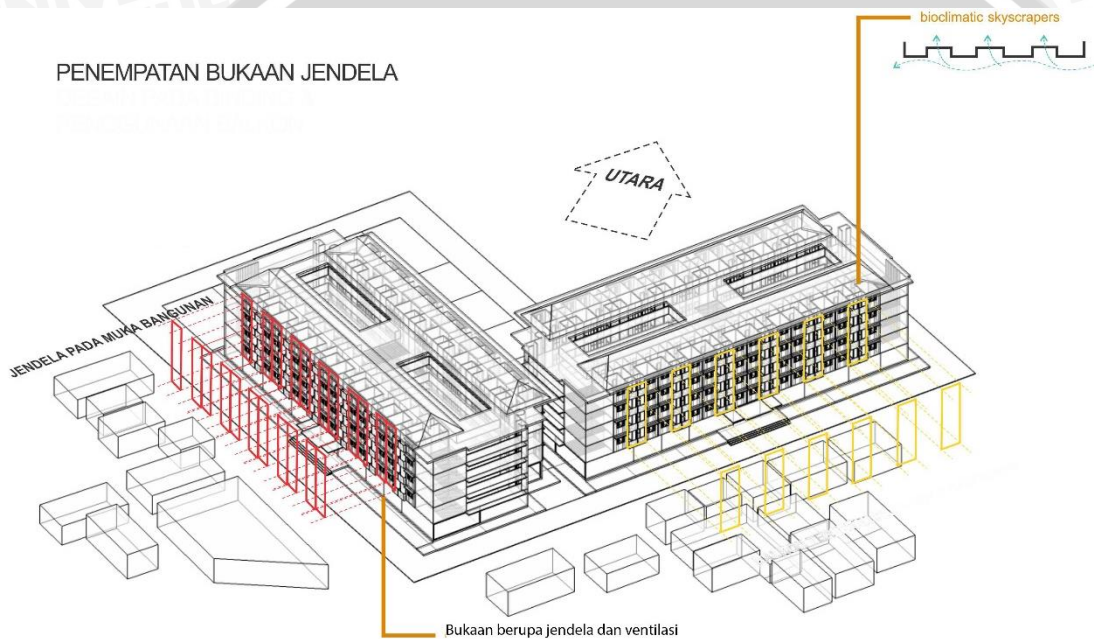 bioclimatic skyscrapers
PENEMPATAN BUKAAN JENDELA
UTARA
JENDELA PADA MUKA BANGUNAN
Bukaan berupa jendela dan ventilasi